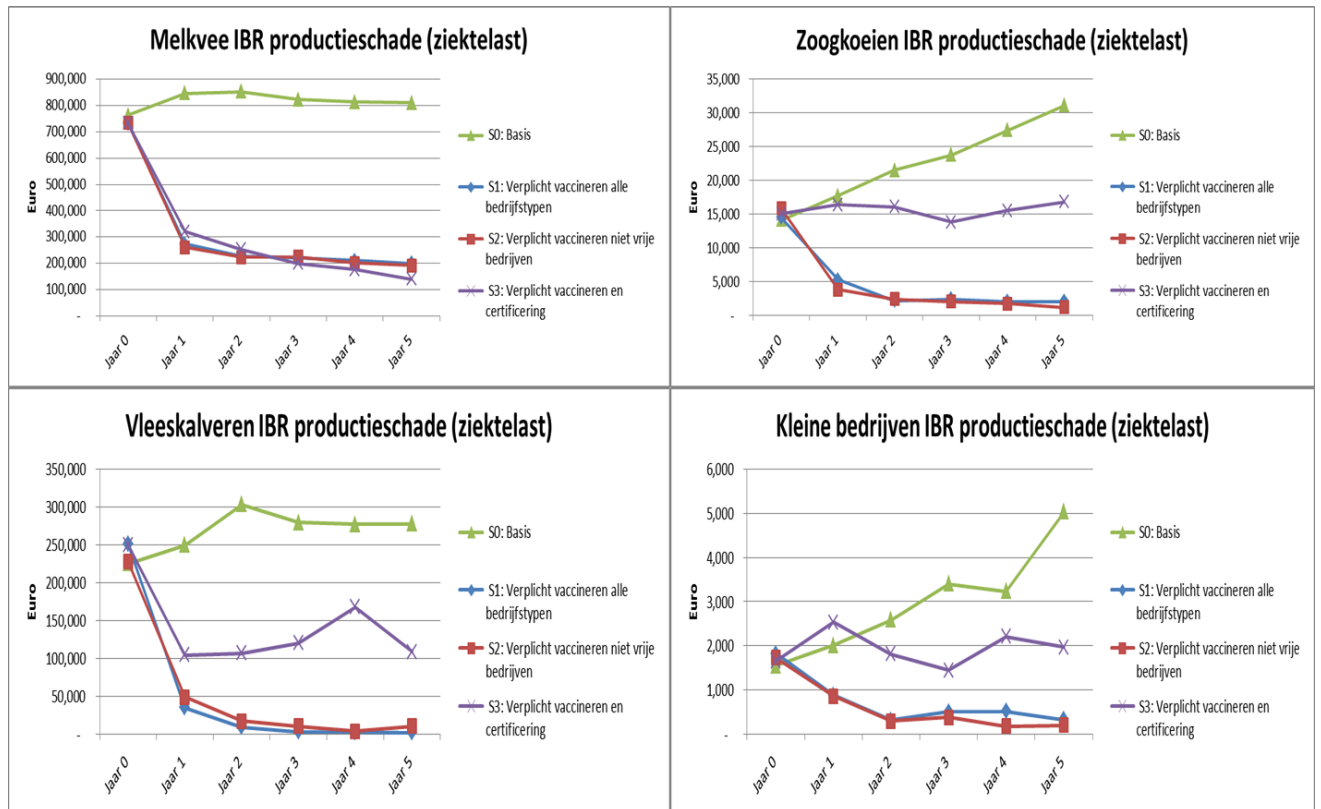 Melkvee IBR productieschade (ziektelast)
900,000
800,000
700,000
600,000
500,000
400,000
300,000
200,000
100,000
-
Euro
Jaar 0
Jaar 1
Jaar 2
Jaar 3
Jaar 4
Jaar 5
S0: Basis
S1: Verplicht vaccineren alle
bedrijfstypen
S2: Verplicht vaccineren niet vrije
bedrijven
S3: Verplicht vaccineren en
certificering
Zoogkoeien IBR productieschade (ziektelast)
35,000
30,000
25,000
20,000
15,000
10,000
5,000
-
Euro
Jaar 0
Jaar 1
Jaar 2
Jaar 3
Jaar 4
Jaar 5
S0: Basis
S1: Verplicht vaccineren alle
bedrijfstypen
S2: Verplicht vaccineren niet vrije
bedrijven
S3: Verplicht vaccineren en
certificering
Vleeskalveren IBR productieschade (ziektelast)
350,000
300,000
250,000
200,000
150,000
100,000
50,000
-
Euro
Jaar 0
Jaar 1
Jaar 2
Jaar 3
Jaar 4
Jaar 5
S0: Basis
S1: Verplicht vaccineren alle
bedrijfstypen
S2: Verplicht vaccineren niet vrije
bedrijven
S3: Verplicht vaccineren en
certificering
Kleine bedrijven IBR productieschade (ziektelast)
6,000
5,000
4,000
3,000
2,000
1,000
-
Euro
Jaar 0
Jaar 1
Jaar 2
Jaar 3
Jaar 4
Jaar 5
S0: Basis
S1: Verplicht vaccineren alle
bedrijfstypen
S2: Verplicht vaccineren niet vrije
bedrijven
S3: Verplicht vaccineren en
certificering